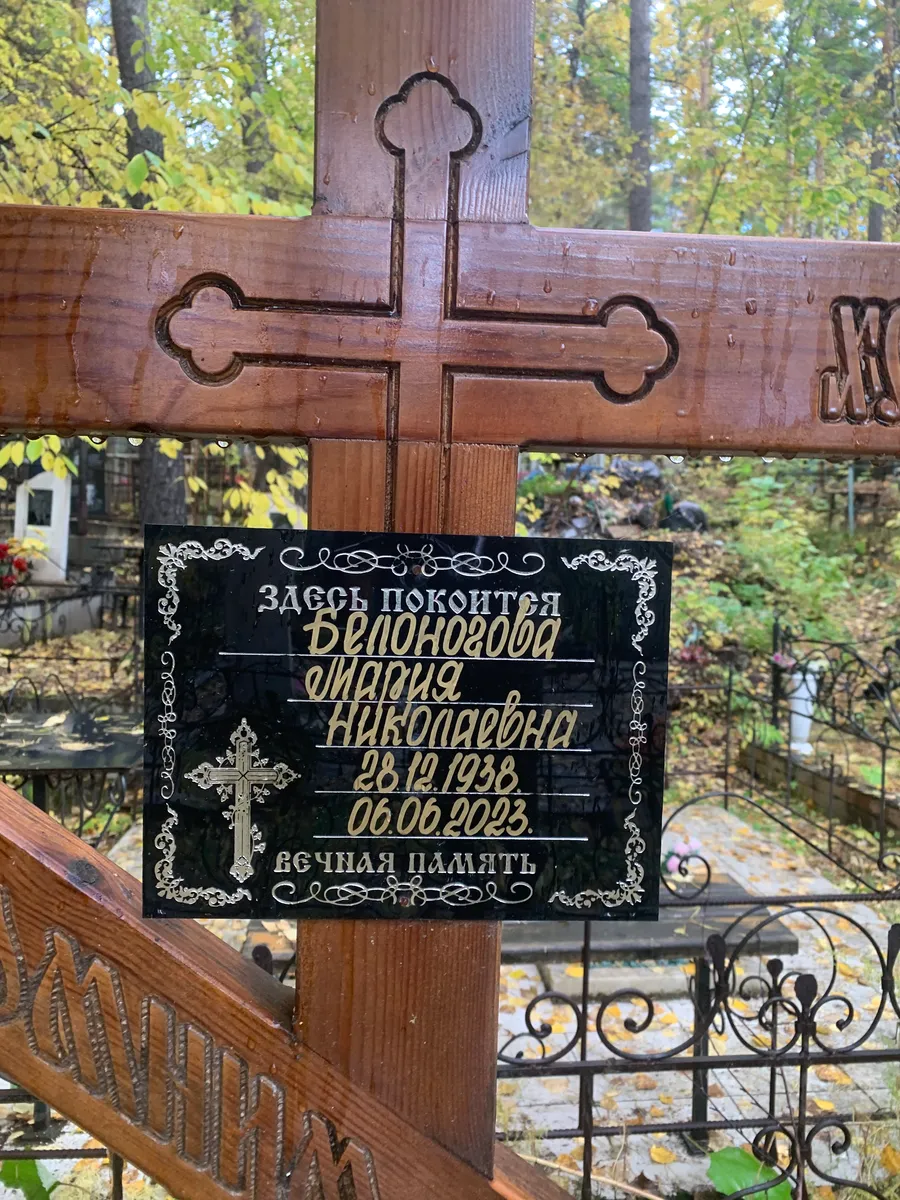 ЗДЕСЬ ПОКОИТСЯ
Белоногова
Мария
Николаевна
28.12.1938.
06.06.2023.
ВЕЧНАЯ ПАМЯТЬ